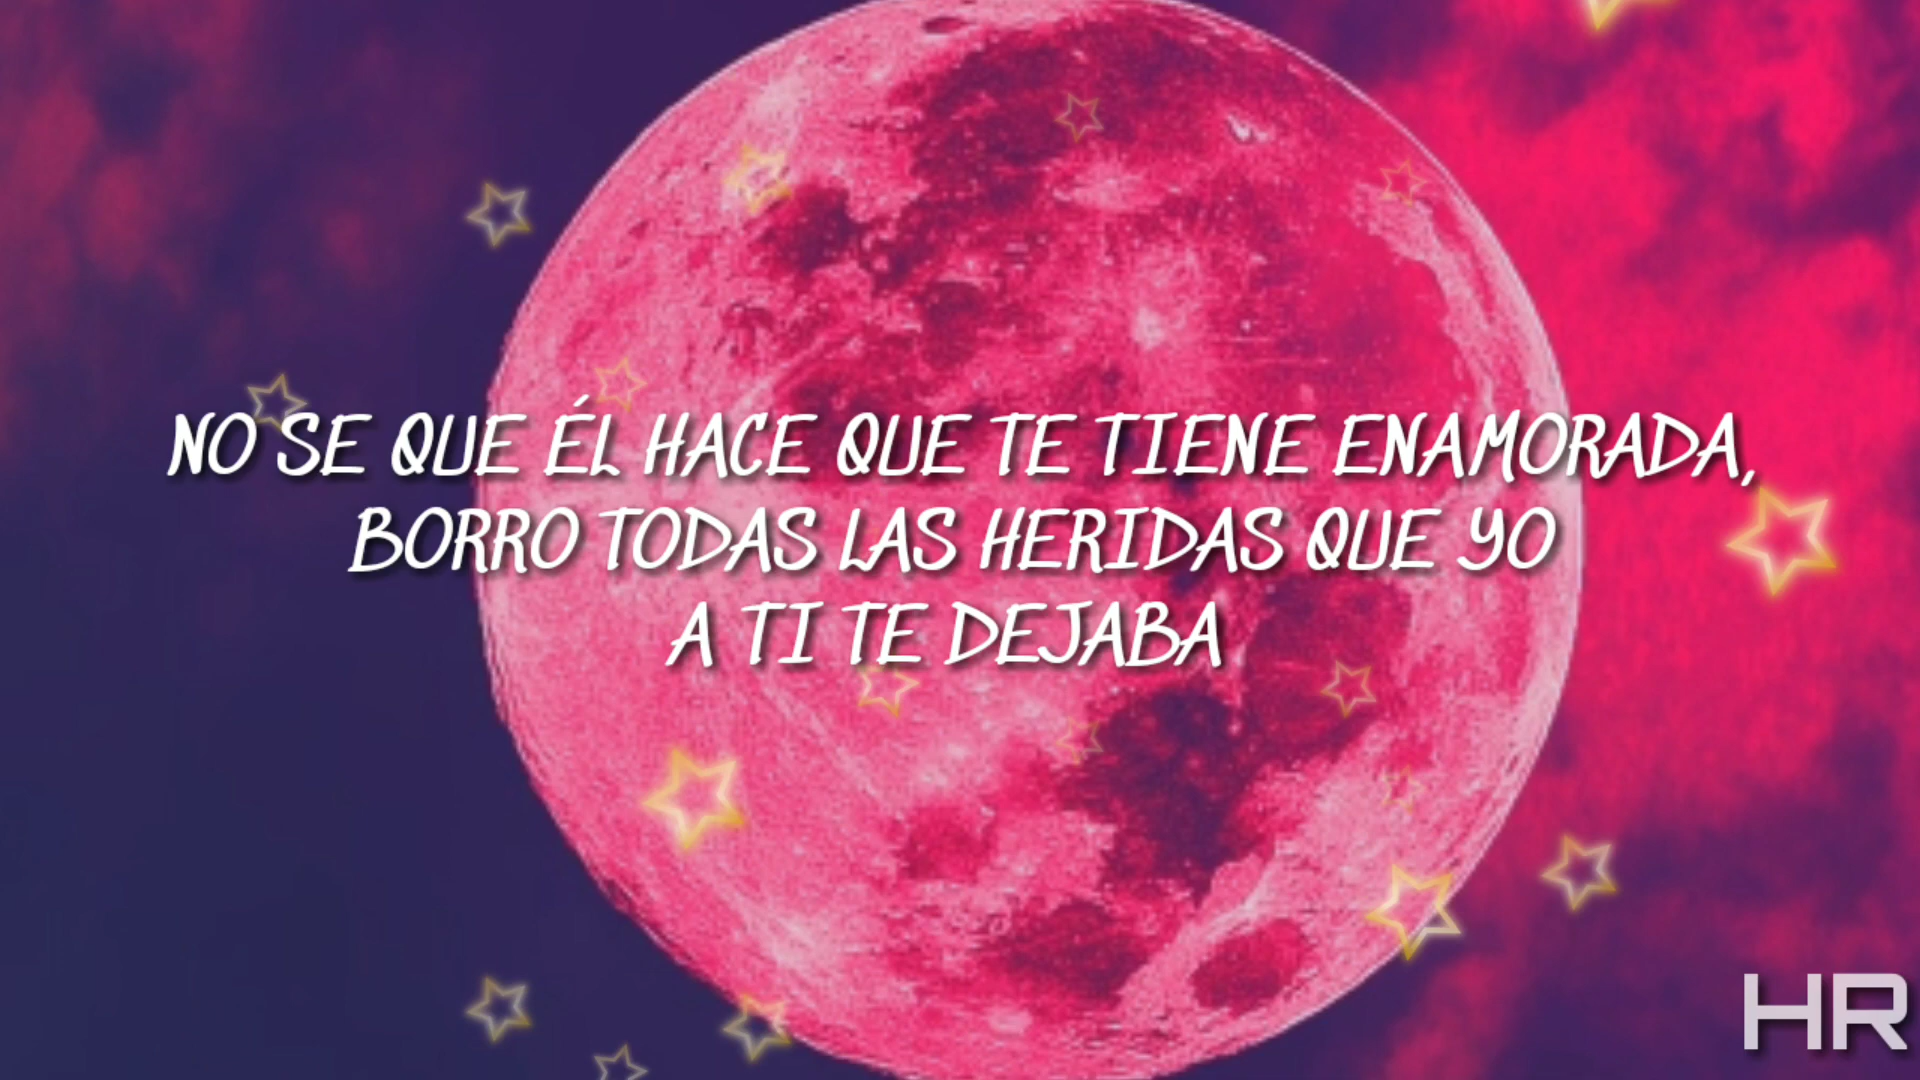 NO SE QUE ÉL HACE QUE TE TIENE ENAMORADA,
BORRO TODAS LAS HERIDAS QUE YO
A TI TE DEJABA
HR